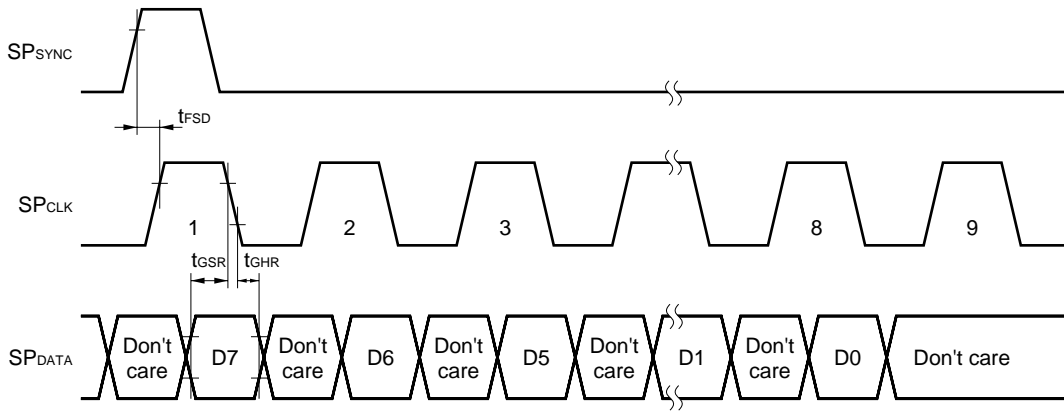 SPSYNC
tFSD
SPCLK
1 2 3 8 9
tGSR tGHR
SPDATA
Don't care D7 Don't care D6 Don't care D5 Don't care D1 Don't care D0 Don't care